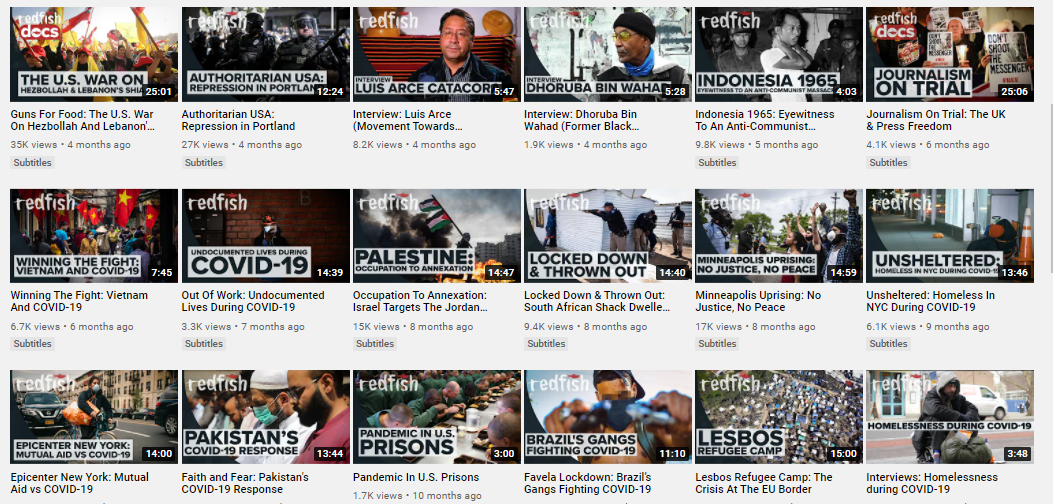 redfish
docs
THE U.S. WAR ON
HEZBOLLAH & LEBANON'S SHIA
25:01
Guns For Food: The U.S. War
On Hezbollah And Lebanon'...
35K views • 4 months ago
Subtitles
redfish
AUTHORITARIAN USA:
REPRESSION IN PORTLAN
12:24
Authoritarian USA:
Repression in Portland
27K views • 4 months ago
Subtitles
redfish
INTERVIEW
LUIS ARCE CATACOR
5:47
Interview: Luis Arce
(Movement Towards...
8.2K views • 4 months ago
redfish
INTERVIEW
DHORUBA BIN WAHA
5:28
Interview: Dhoruba Bin
Wahad (Former Black...
1.9K views • 4 months ago
redfish
INDONESIA 1965
EYEWITNESS TO AN ANTI-COMMUNIST MASSAC
4:03
Indonesia 1965: Eyewitness
To An Anti-Communist...
9.8K views • 5 months ago
Subtitles
redfish
docs
DON'T
SHOOT
THE
MESSENGER
DON'T
SHOOT
THE
MESSENGER
JOURNALISM
ON TRIAL
25:06
Journalism On Trial: The UK
& Press Freedom
4.1K views • 6 months ago
Subtitles
redfish
WINNING THE FIGHT:
VIETNAM AND COVID-19
7:45
Winning The Fight: Vietnam
And COVID-19
6.7K views • 6 months ago
Subtitles
redfish
UNDOCUMENTED LIVES DURING
COVID-19
14:39
Out Of Work: Undocumented
Lives During COVID-19
3.3K views • 7 months ago
Subtitles
redfish
PALESTINE:
OCCUPATION TO ANNEXATION
14:47
Occupation To Annexation:
Israel Targets The Jordan...
15K views • 8 months ago
Subtitles
redfish
LOCKED DOWN
& THROWN OUT
14:40
Locked Down & Thrown Out:
South African Shack Dwelle...
9.4K views • 8 months ago
Subtitles
redfish
MINNEAPOLIS UPRISING:
NO JUSTICE, NO PEACE
14:59
Minneapolis Uprising: No
Justice, No Peace
17K views • 8 months ago
Subtitles
redfish
UNSHELTERED:
HOMELESS IN NYC DURING COVID-19
13:46
Unsheltered: Homeless In
NYC During COVID-19
6.1K views • 9 months ago
Subtitles
redfish
EPICENTER NEW YORK:
MUTUAL AID VS COVID-19
14:00
Epicenter New York: Mutual
Aid vs COVID-19
redfish
PAKISTAN'S
COVID-19 RESPONSE
13:44
Faith and Fear: Pakistan's
COVID-19 Response
redfish
PANDEMIC IN U.S.
PRISONS
3:00
Pandemic In U.S. Prisons
1.7K views • 10 months ago
redfish
BRAZIL'S GANGS
FIGHTING COVID-19
11:10
Favela Lockdown: Brazil's
Gangs Fighting COVID-19
redfish
LESBOS
REFUGEE CAMP
15:00
Lesbos Refugee Camp: The
Crisis At The EU Border
redfish
HOMELESSNESS DURING COVID-19
3:48
Interviews: Homelessness
during COVID-19